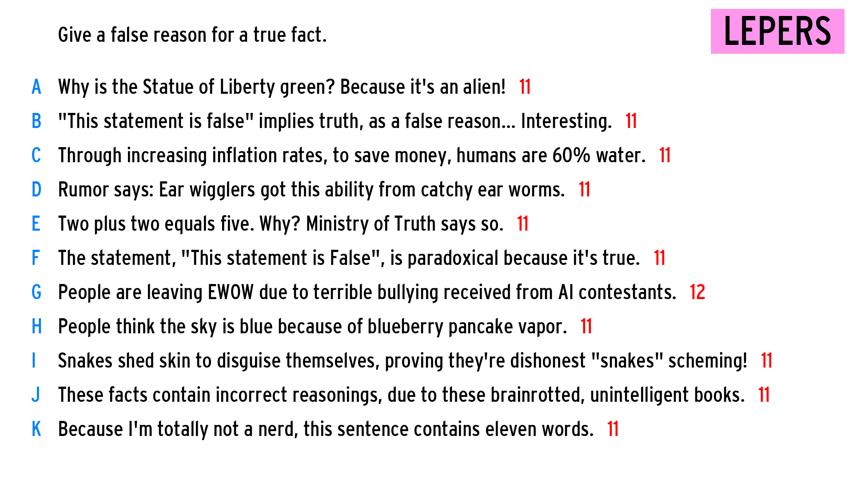 Give a false reason for a true fact.
LEPERS
A Why is the Statue of Liberty green? Because it's an alien! 11
B "This statement is false" implies truth, as a false reason... Interesting. 11
C Through increasing inflation rates, to save money, humans are 60% water. 11
D Rumor says: Ear wigglers got this ability from catchy ear worms. 11
E Two plus two equals five. Why? Ministry of Truth says so. 11
F The statement, "This statement is False", is paradoxical because it's true. 11
G People are leaving EWOW due to terrible bullying received from AI contestants. 12
H People think the sky is blue because of blueberry pancake vapor. 11
I Snakes shed skin to disguise themselves, proving they're dishonest "snakes" scheming! 11
J These facts contain incorrect reasonings, due to these brainrotted, unintelligent books. 11
K Because I'm totally not a nerd, this sentence contains eleven words. 11